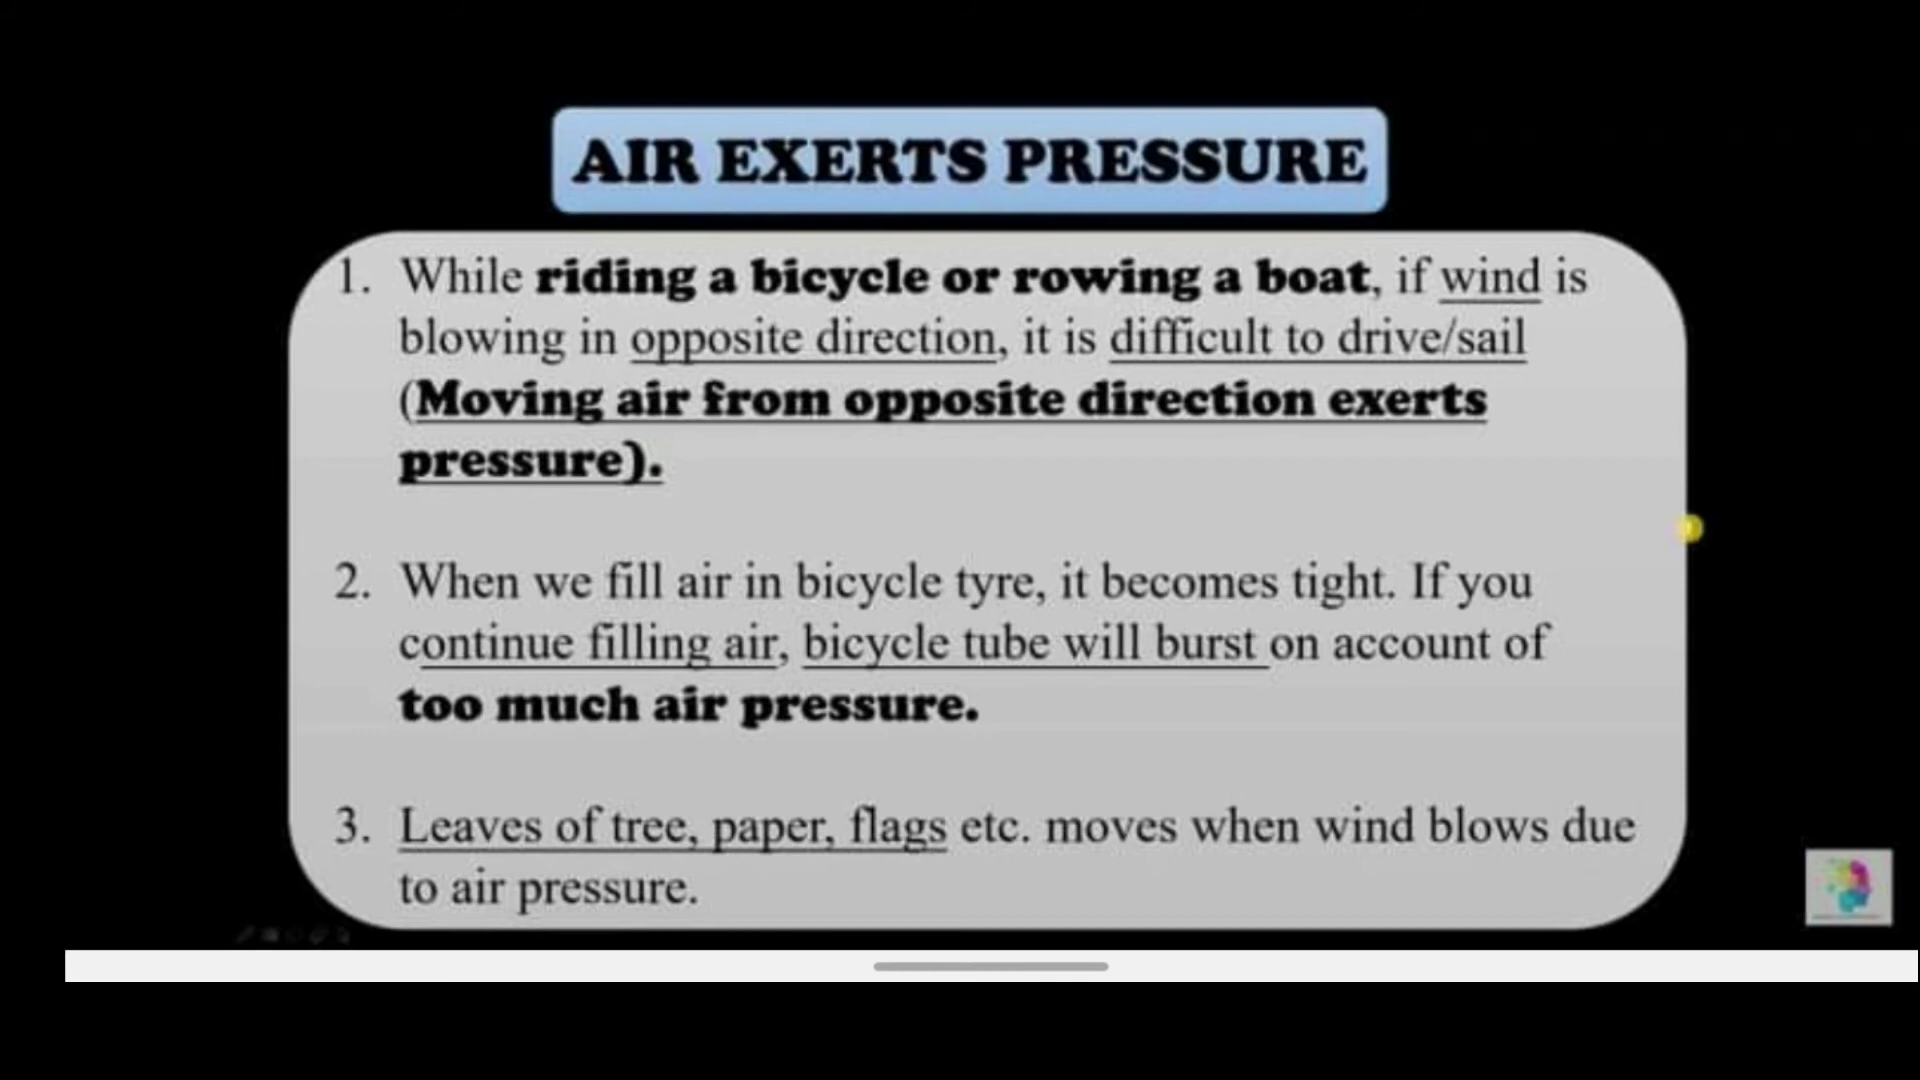 AIR EXERTS PRESSURE
1. While riding a bicycle or rowing a boat, if wind is
blowing in opposite direction, it is difficult to drive/sail
(Moving air from opposite direction exerts
pressure).
2. When we fill air in bicycle tyre, it becomes tight. If you
continue filling air, bicycle tube will burst on account of
too much air pressure.
3. Leaves of tree, paper, flags etc. moves when wind blows due
to air pressure.